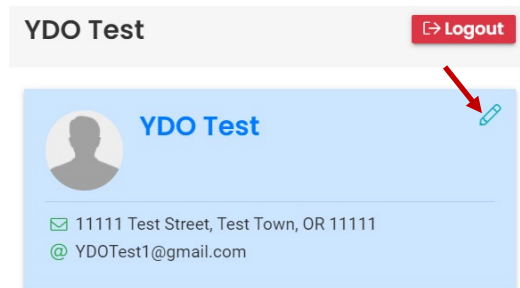 YDO Test
Logout
YDO Test
11111 Test Street, Test Town, OR 11111
@ YDOTest1@gmail.com